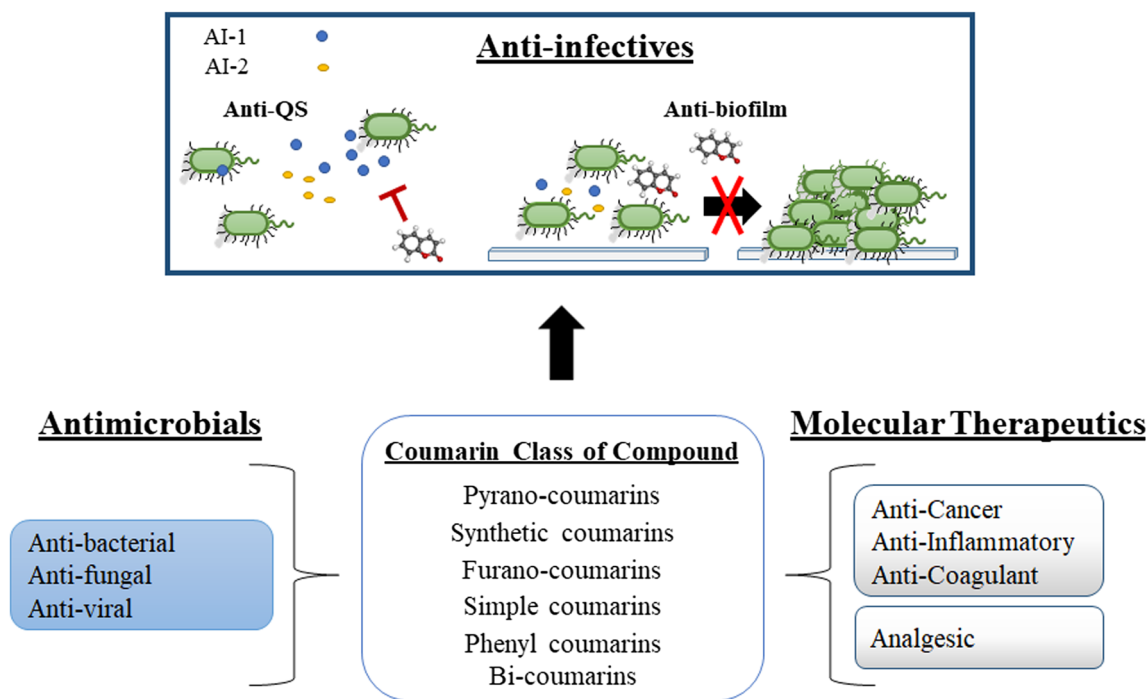 Anti-infectives
AI-1
AI-2
Anti-QS
Anti-biofilm
Antimicrobials
Anti-bacterial
Anti-fungal
Anti-viral
Coumarin Class of Compound
Pyrano-coumarins
Synthetic coumarins
Furano-coumarins
Simple coumarins
Phenyl coumarins
Bi-coumarins
Molecular Therapeutics
Anti-Cancer
Anti-Inflammatory
Anti-Coagulant
Analgesic